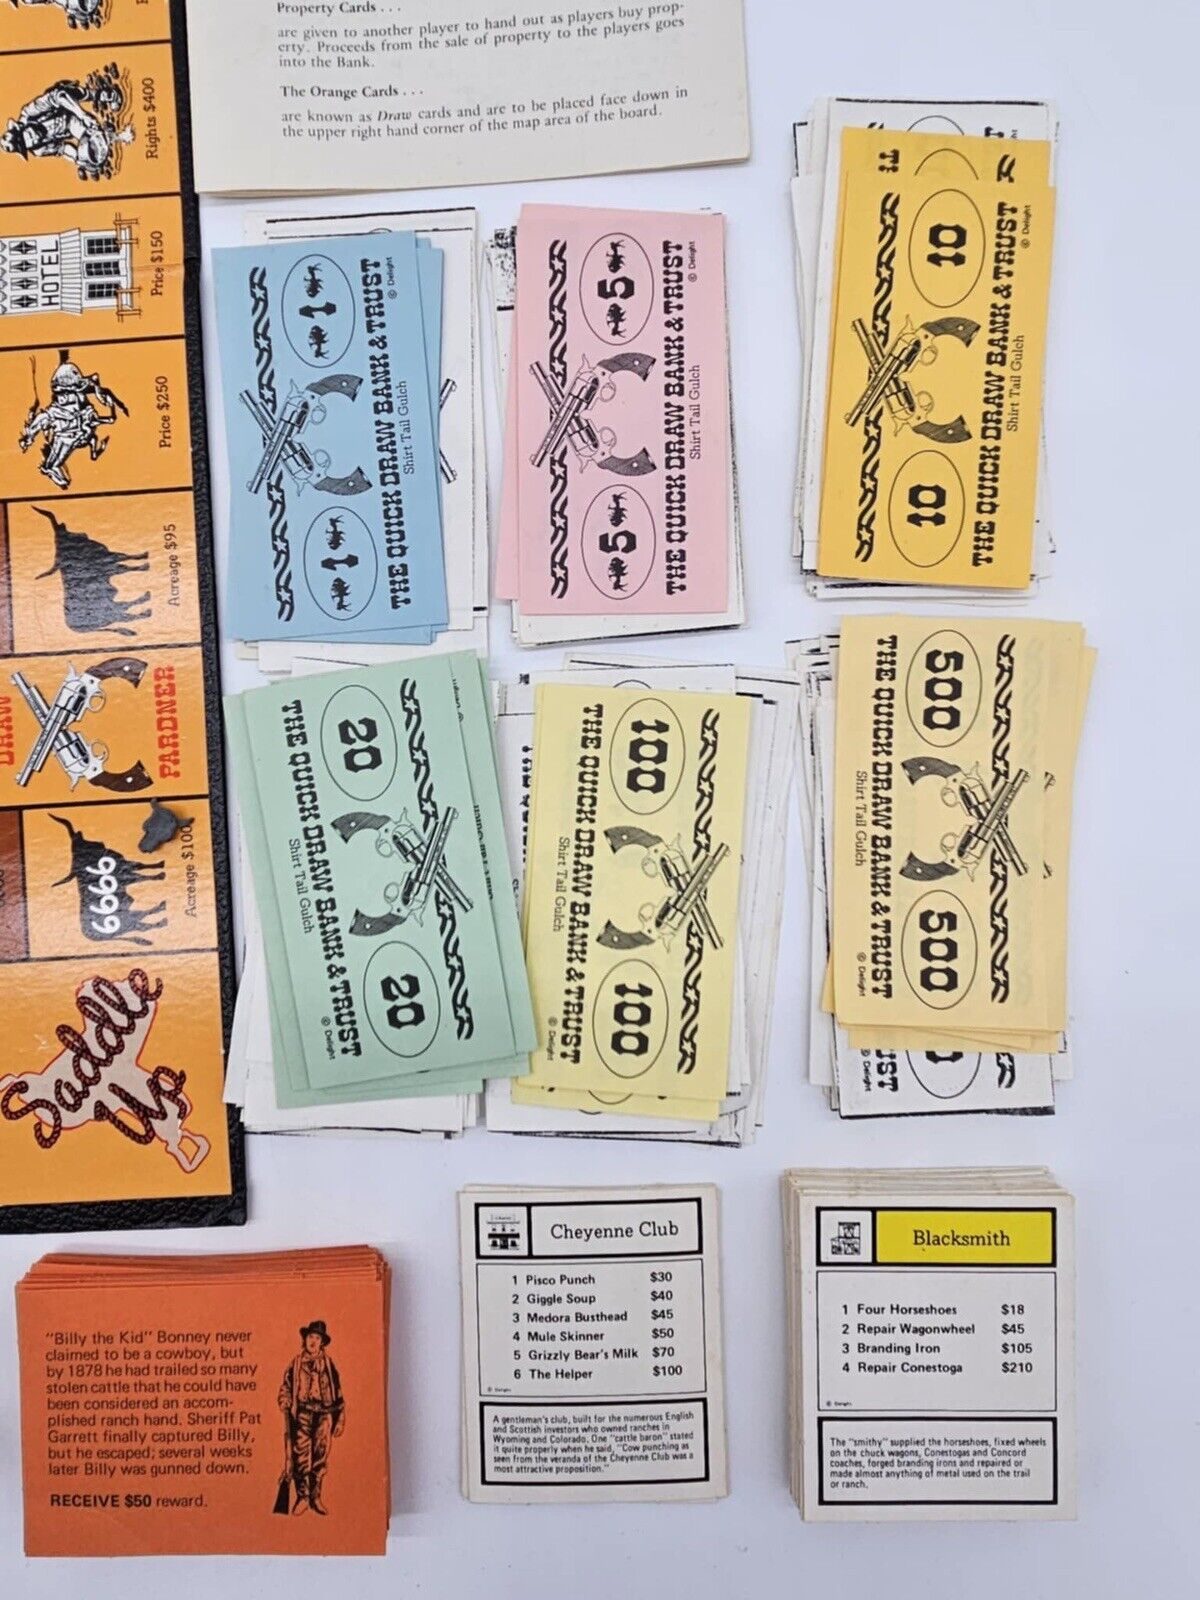 Property Cards . . .
are given to another player to hand out as players buy prop-
erty. Proceeds from the sale of property to the players goes
into the Bank.
The Orange Cards . . .
are known as Draw cards and are to be placed face down in
the upper right hand corner of the map area of the board.
Rights $400
HOTEL
Price $150
Price $250
Acreage $95
DRAW
PARDNER
6666
Acreage $100
Saddle
Up
1
1
THE QUICK DRAW BANK & TRUST
Shirt Tail Gulch
© Delight
5
5
THE QUICK DRAW BANK & TRUST
Shirt Tail Gulch
© Delight
10
10
THE QUICK DRAW BANK & TRUST
Shirt Tail Gulch
© Delight
20
20
THE QUICK DRAW BANK & TRUST
Shirt Tail Gulch
© Delight
100
100
THE QUICK DRAW BANK & TRUST
Shirt Tail Gulch
© Delight
500
500
THE QUICK DRAW BANK & TRUST
Shirt Tail Gulch
© Delight
"Billy the Kid" Bonney never
claimed to be a cowboy, but
by 1878 he had trailed so many
stolen cattle that he could have
been considered an accom-
plished ranch hand. Sheriff Pat
Garrett finally captured Billy,
but he escaped; several weeks
later Billy was gunned down.
RECEIVE $50 reward.
Cheyenne Club
1 Pisco Punch $30
2 Giggle Soup $40
3 Medora Busthead $45
4 Mule Skinner $50
5 Grizzly Bear's Milk $70
6 The Helper $100
© Delight
A gentleman's club, built for the numerous English
and Scottish investors who owned ranches in
Wyoming and Colorado. One "cattle baron" stated
it quite properly when he said, "Cow punching as
seen from the veranda of the Cheyenne Club was a
most attractive proposition."
Blacksmith
1 Four Horseshoes $18
2 Repair Wagonwheel $45
3 Branding Iron $105
4 Repair Conestoga $210
© Delight
The "smithy" supplied the horseshoes, fixed wheels
on the chuck wagons, Conestogas and Concord
coaches, forged branding irons and repaired or
made almost anything of metal used on the trail
or ranch.